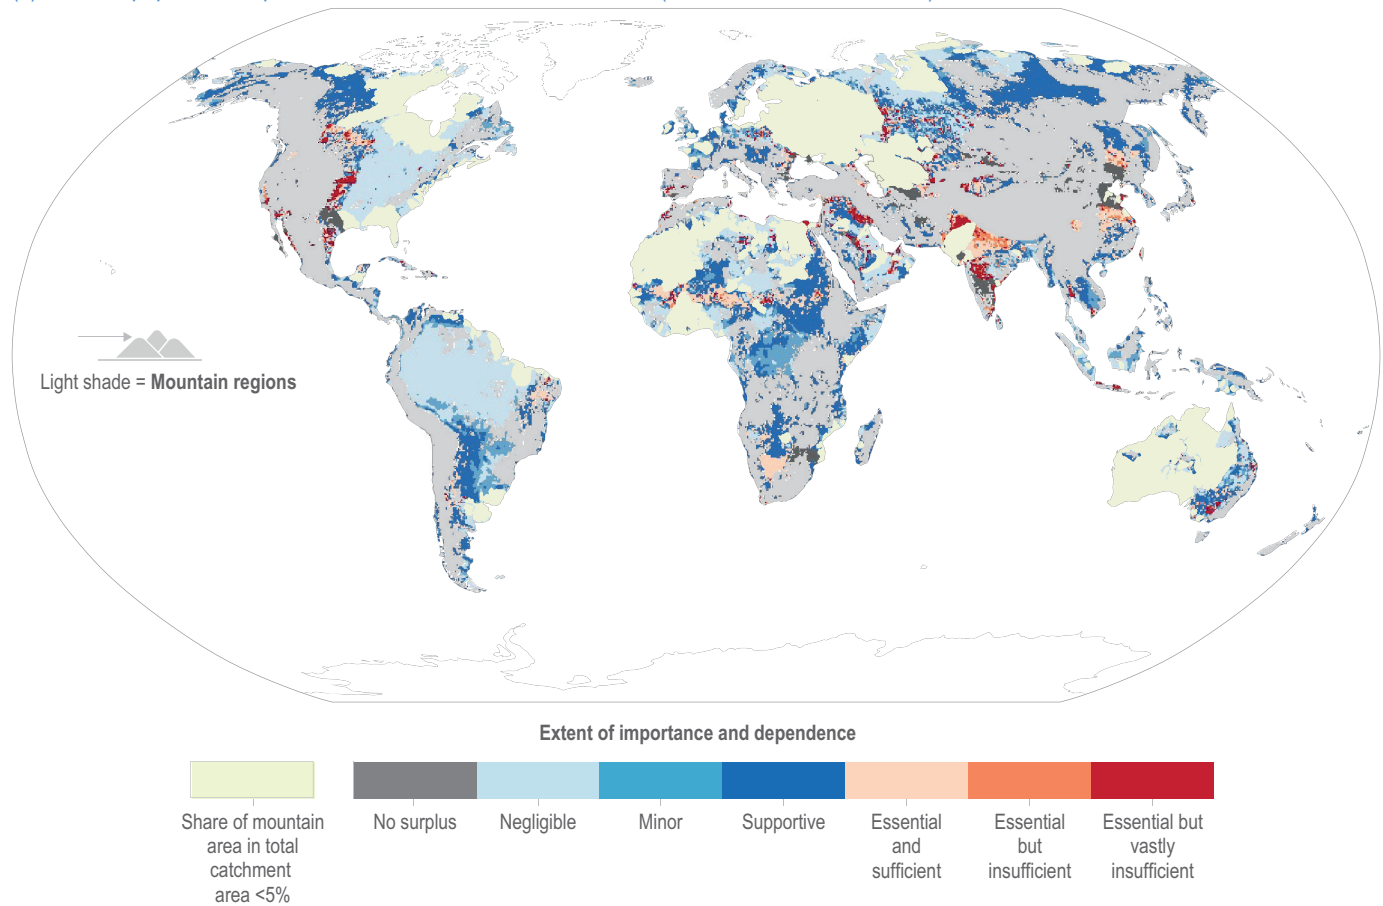 Light shade = Mountain regions
Extent of importance and dependence
Share of mountain
area in total
catchment
area <5%
No surplus
Negligible
Minor
Supportive
Essential
and
sufficient
Essential
but
insufficient
Essential but
vastly
insufficient